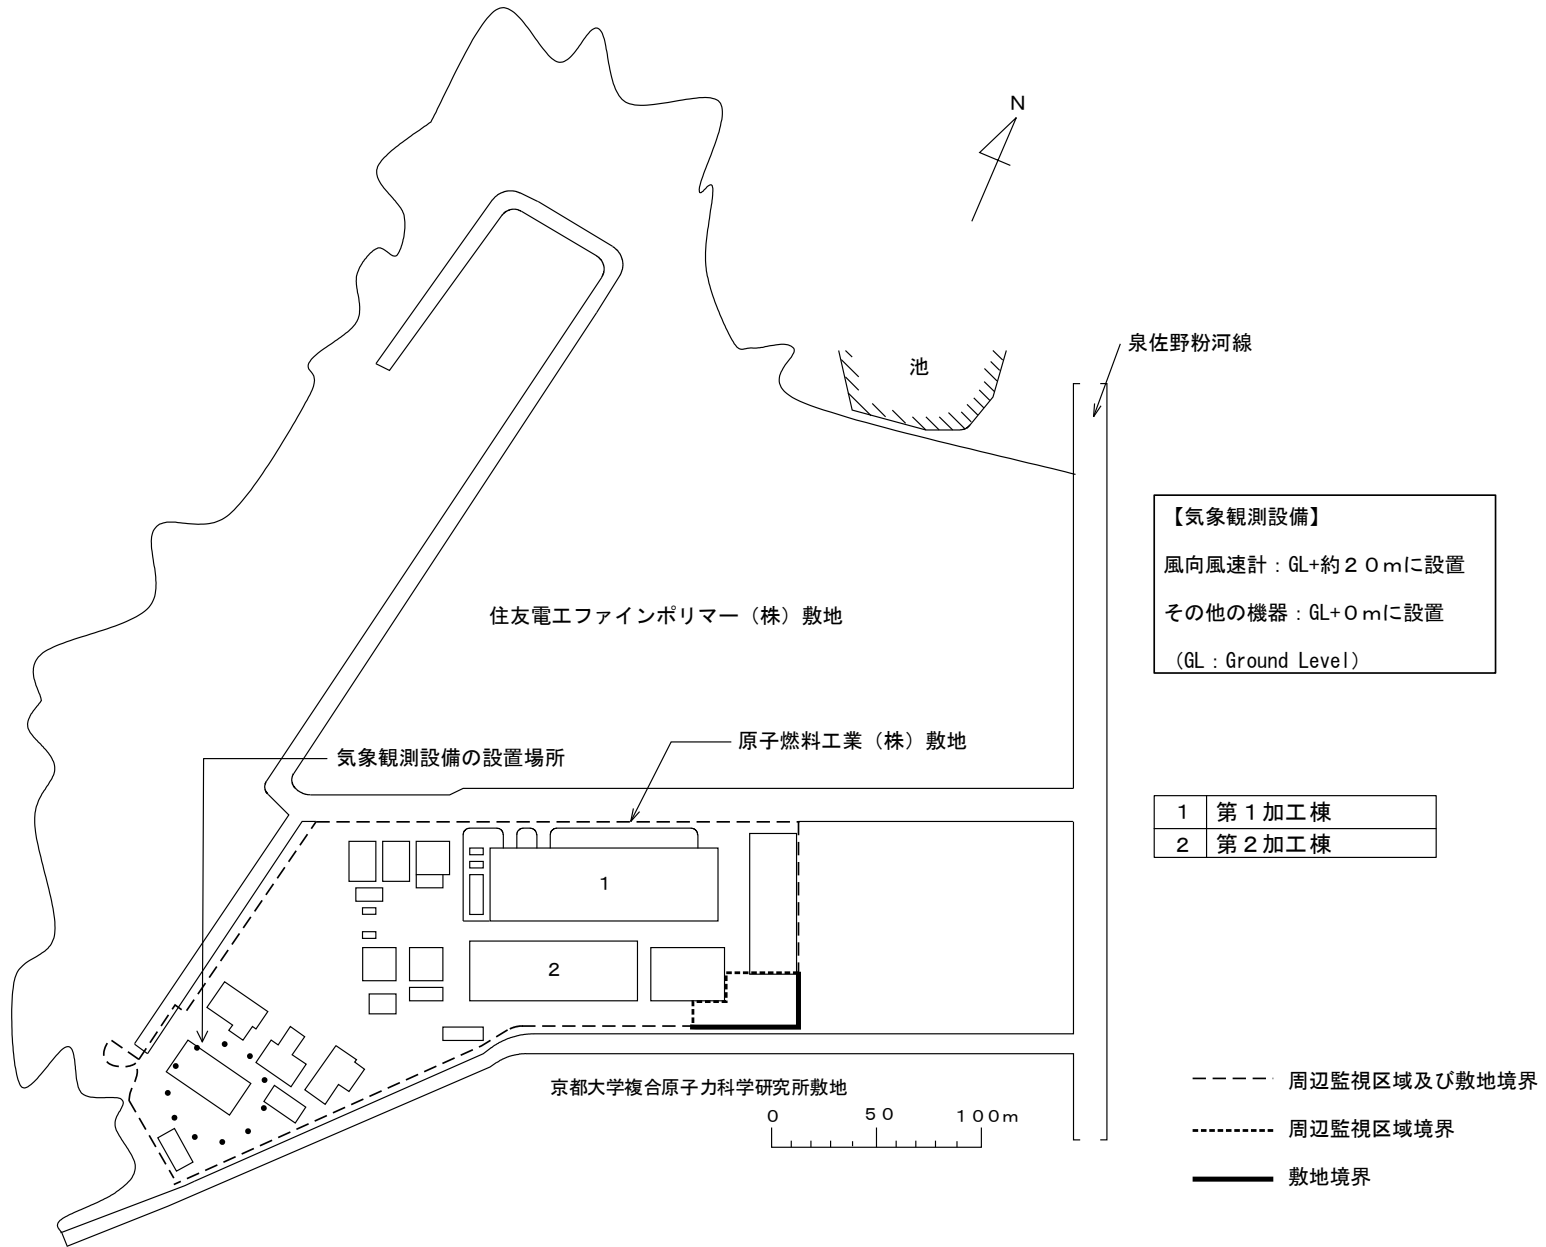 N
泉佐野粉河線
池
【気象観測設備】
風向風速計：GL+約２０ｍに設置
その他の機器：GL+０ｍに設置
（GL：Ground Level）
住友電工ファインポリマー（株）敷地
原子燃料工業（株）敷地
気象観測設備の設置場所
1 第１加工棟
2 第２加工棟
1
2
京都大学複合原子力科学研究所敷地
0 ５０ １００ｍ
周辺監視区域及び敷地境界
周辺監視区域境界
敷地境界